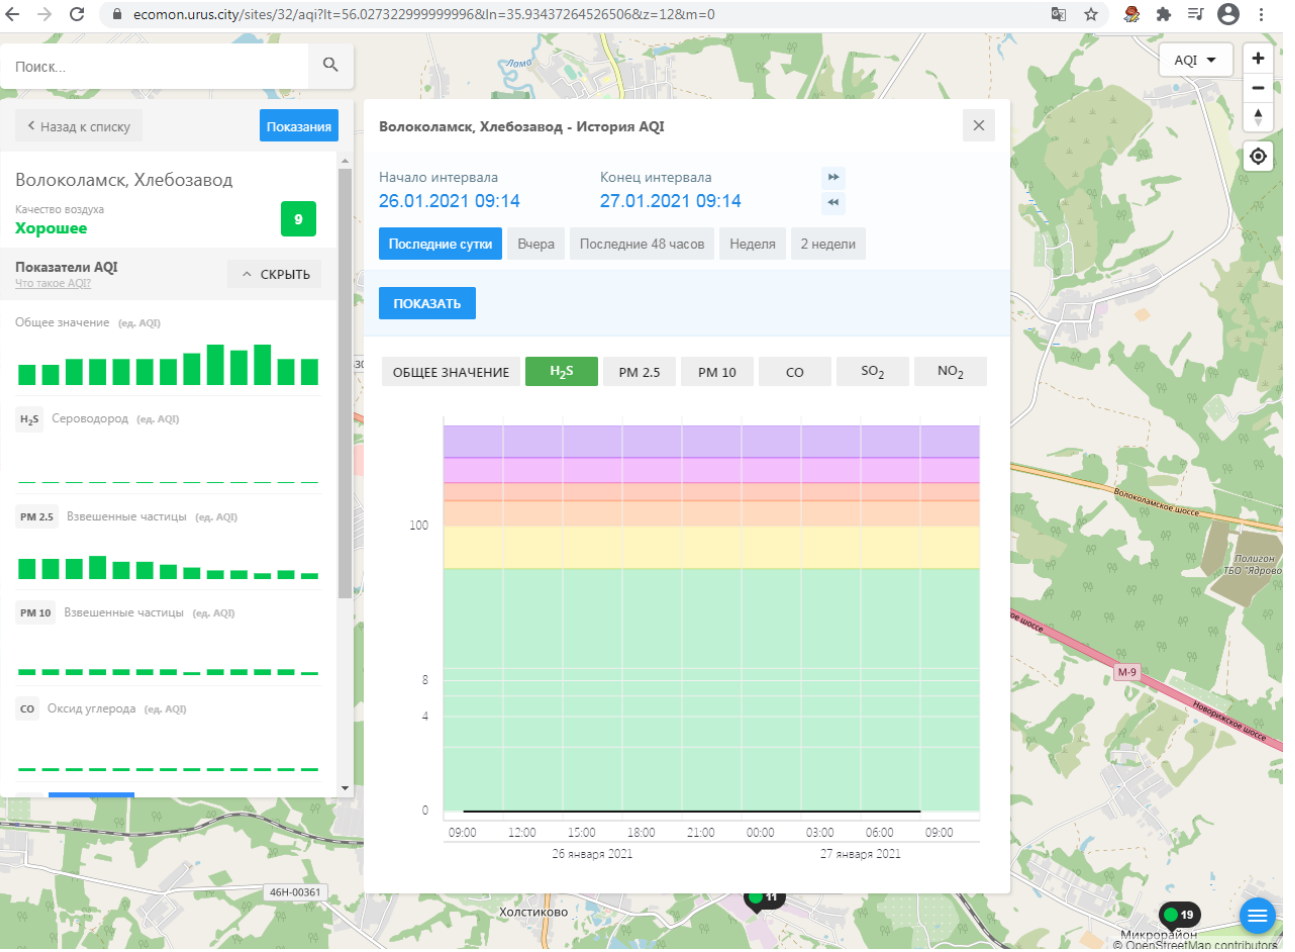 ecomon.urus.city/sites/32/aqi?lt=56.027322999999996&ln=35.93437264526506&z=12&m=0
Поиск...
AQI
Лама
Назад к списку
Показания
Волоколамск, Хлебозавод
Качество воздуха
Хорошее
9
Показатели AQI
Что такое AQI?
СКРЫТЬ
Общее значение (ед. AQI)
H2S Сероводород (ед. AQI)
PM 2.5 Взвешенные частицы (ед. AQI)
PM 10 Взвешенные частицы (ед. AQI)
CO Оксид углерода (ед. AQI)
Волоколамск, Хлебозавод - История AQI
Начало интервала
26.01.2021 09:14
Конец интервала
27.01.2021 09:14
Последние сутки
Вчера
Последние 48 часов
Неделя
2 недели
ПОКАЗАТЬ
ОБЩЕЕ ЗНАЧЕНИЕ
H2S
PM 2.5
PM 10
CO
SO2
NO2
100
8
4
0
09:00 12:00 15:00 18:00 21:00 00:00 03:00 06:00 09:00
26 января 2021 27 января 2021
Волоколамское шоссе
Полигон
ТБО "Ядрово
М-9
Новорижское шоссе
46Н-00361
Холстиково
11
19
Микрорайон
© OpenStreetMap contributors